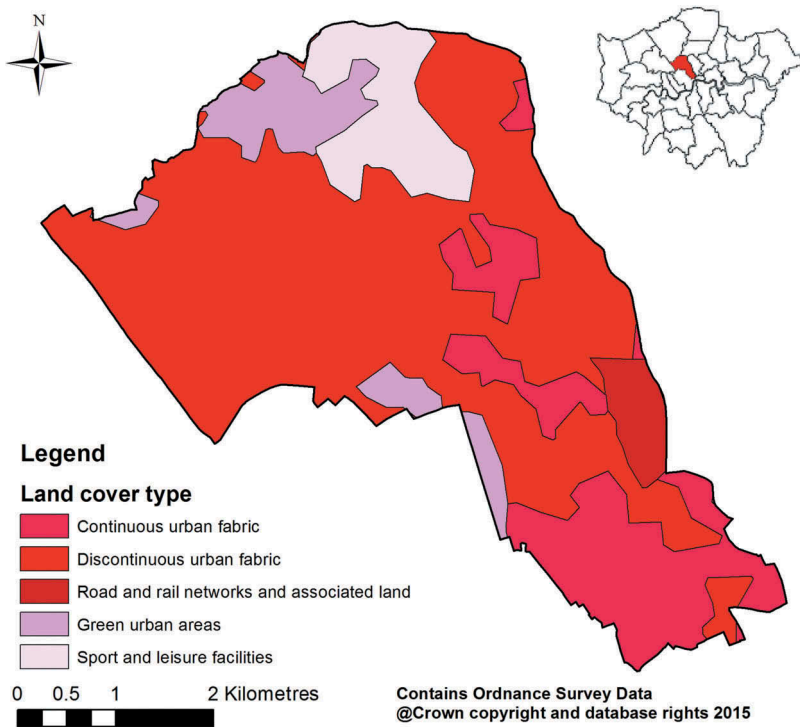 N
Legend
Land cover type
Continuous urban fabric
Discontinuous urban fabric
Road and rail networks and associated land
Green urban areas
Sport and leisure facilities
0 0.5 1 2 Kilometres
Contains Ordnance Survey Data
@Crown copyright and database rights 2015